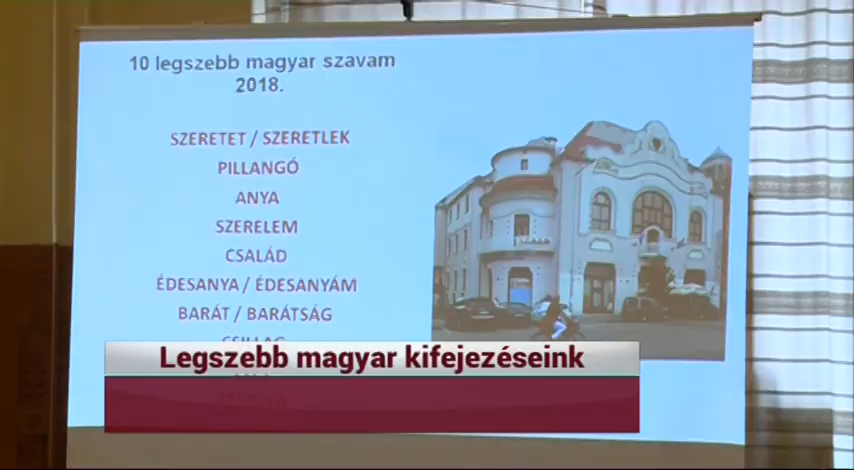 10 legszebb magyar szavam
2018.
SZERETET / SZERETLEK
PILLANGÓ
ANYA
SZERELEM
CSALÁD
ÉDESANYA / ÉDESANYÁM
BARÁT / BARÁTSÁG
Legszebb magyar kifejezéseink